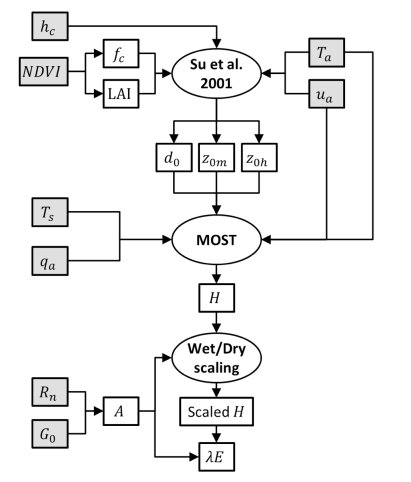 h_c
NDVI
f_c
LAI
Su et al.
2001
T_a
u_a
d_0
z_0m
z_0h
T_s
q_a
MOST
H
Wet/Dry
scaling
R_n
G_0
A
Scaled H
λE